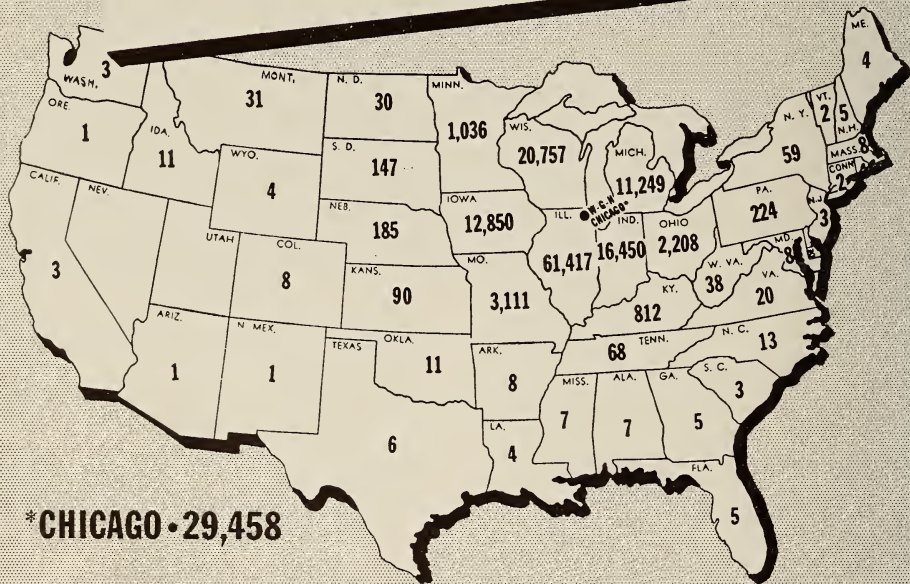 WASH.
3
MONT.
31
N. D.
30
MINN.
1,036
ORE
1
IDA.
11
WYO.
4
S. D.
147
WIS.
20,757
MICH.
11,249
N. Y.
59
VT.
2
5
N.H.
ME.
4
MASS.
8
CONN
2
CALIF.
3
NEV.
UTAH
COL.
8
NEB.
185
IOWA
12,850
ILL.
61,417
W-G-N
CHICAGO*
IND.
16,450
OHIO
2,208
PA.
224
N.J.
3
MD.
8
KANS.
90
MO.
3,111
KY.
812
W. VA.
38
VA.
20
ARIZ.
1
N MEX.
1
TEXAS
6
OKLA.
11
ARK.
8
68
TENN.
N. C.
13
S. C.
3
LA.
4
MISS.
7
ALA.
7
GA.
5
FLA.
5
*CHICAGO • 29,458